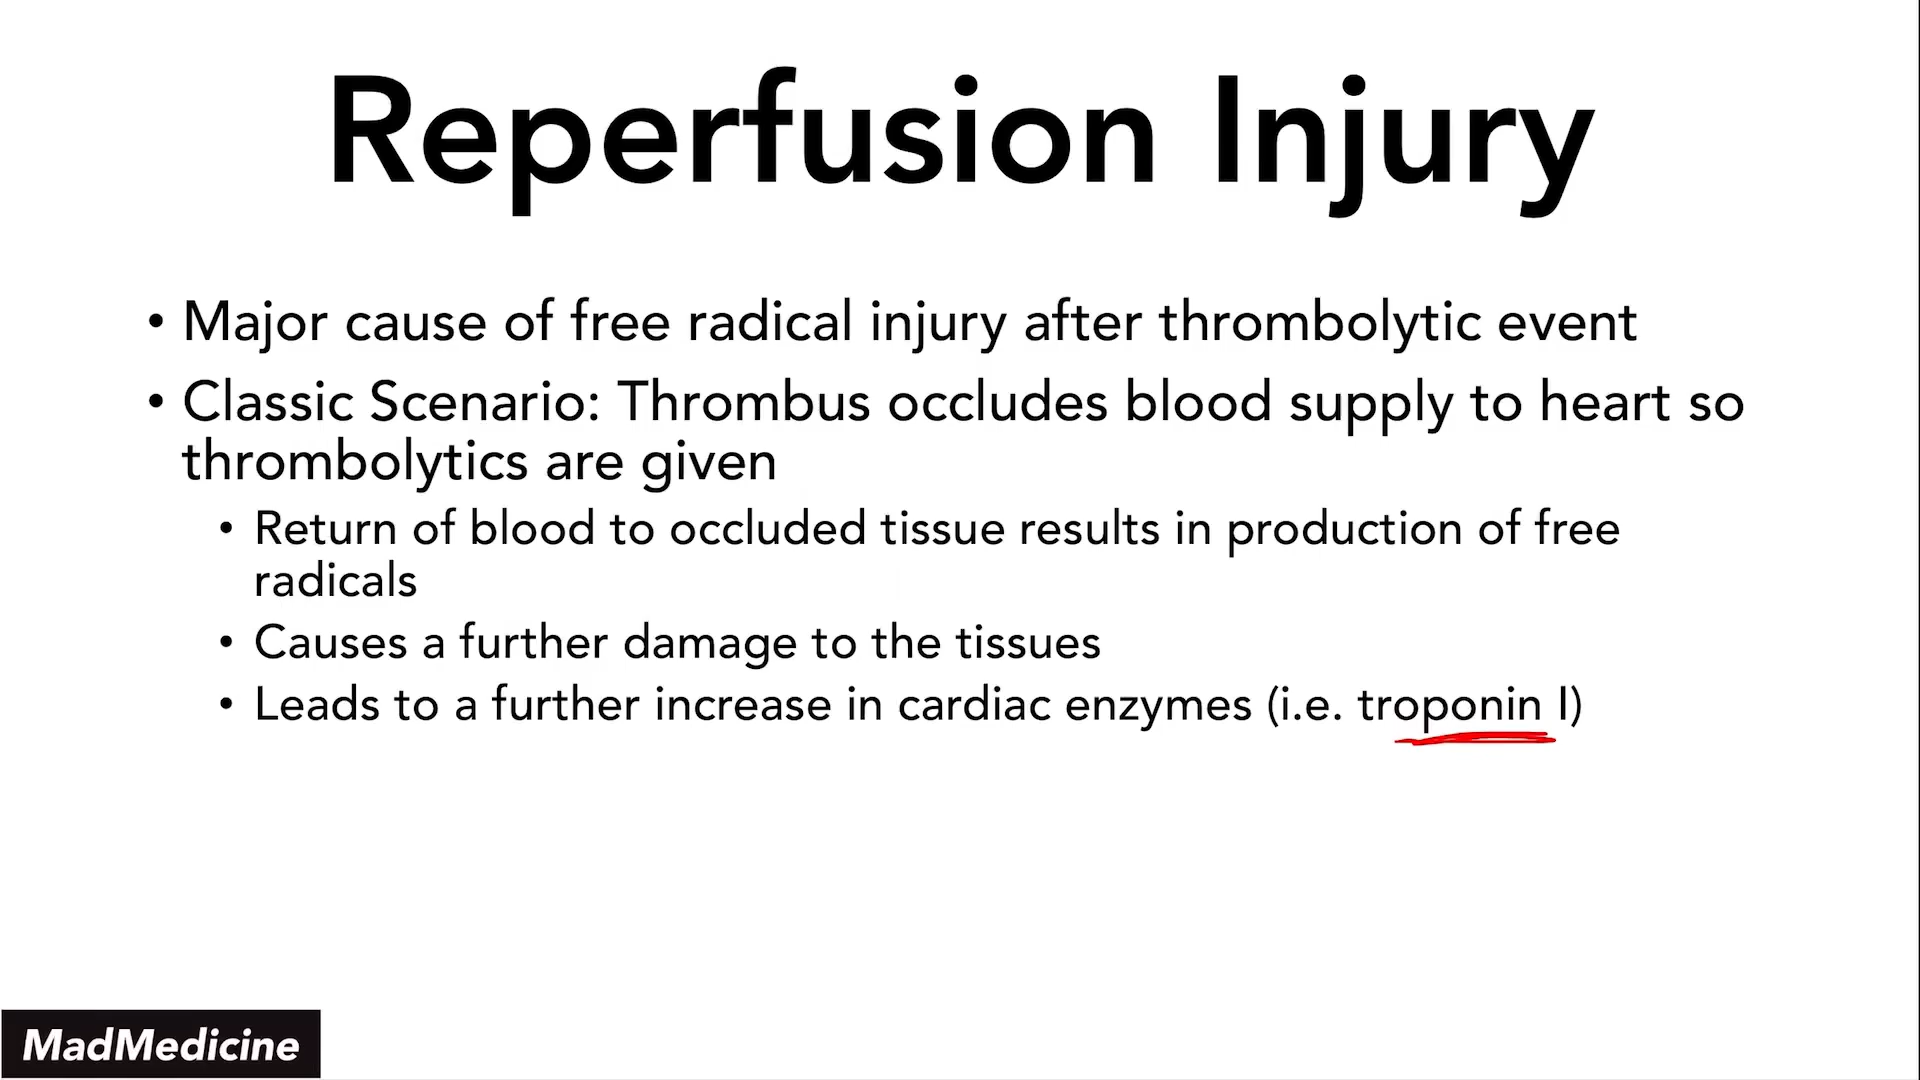 Reperfusion Injury
• Major cause of free radical injury after thrombolytic event
• Classic Scenario: Thrombus occludes blood supply to heart so
thrombolytics are given
• Return of blood to occluded tissue results in production of free
radicals
• Causes a further damage to the tissues
• Leads to a further increase in cardiac enzymes (i.e. troponin I)
MadMedicine